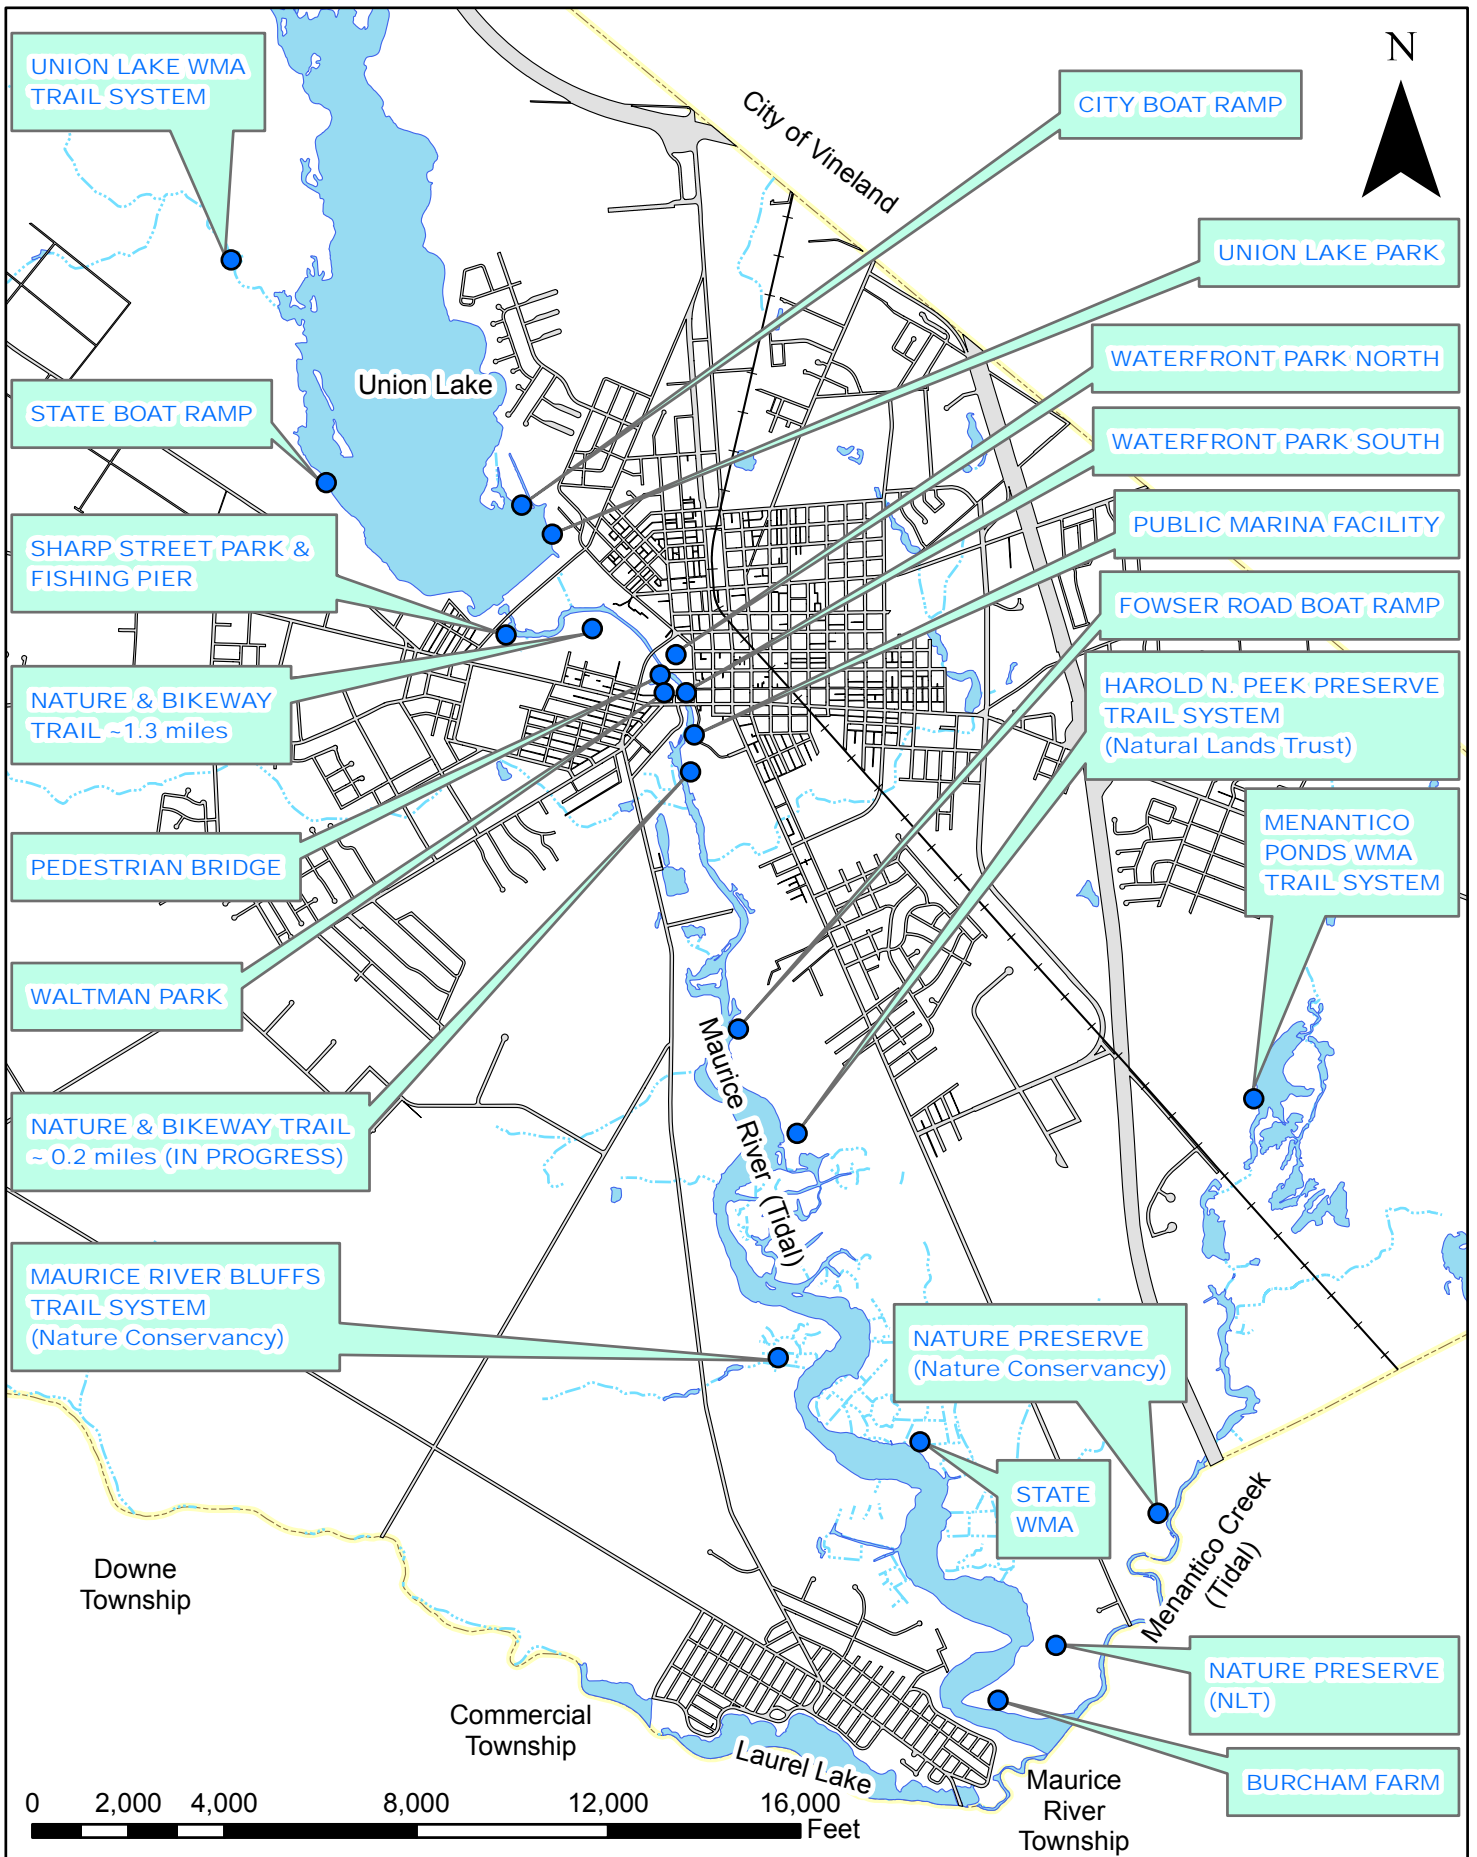 UNION LAKE WMA
TRAIL SYSTEM
N
CITY BOAT RAMP
City of Vineland
UNION LAKE PARK
Union Lake
WATERFRONT PARK NORTH
STATE BOAT RAMP
WATERFRONT PARK SOUTH
PUBLIC MARINA FACILITY
SHARP STREET PARK &
FISHING PIER
FOWSER ROAD BOAT RAMP
NATURE & BIKEWAY
TRAIL ~1.3 miles
HAROLD N. PEEK PRESERVE
TRAIL SYSTEM
(Natural Lands Trust)
PEDESTRIAN BRIDGE
MENANTICO
PONDS WMA
TRAIL SYSTEM
WALTMAN PARK
Maurice River (Tidal)
NATURE & BIKEWAY TRAIL
~ 0.2 miles (IN PROGRESS)
MAURICE RIVER BLUFFS
TRAIL SYSTEM
(Nature Conservancy)
NATURE PRESERVE
(Nature Conservancy)
STATE
WMA
Menantico Creek
(Tidal)
Downe
Township
NATURE PRESERVE
(NLT)
Commercial
Township
Laurel Lake
BURCHAM FARM
Maurice
River
Township
0 2,000 4,000 8,000 12,000 16,000
Feet